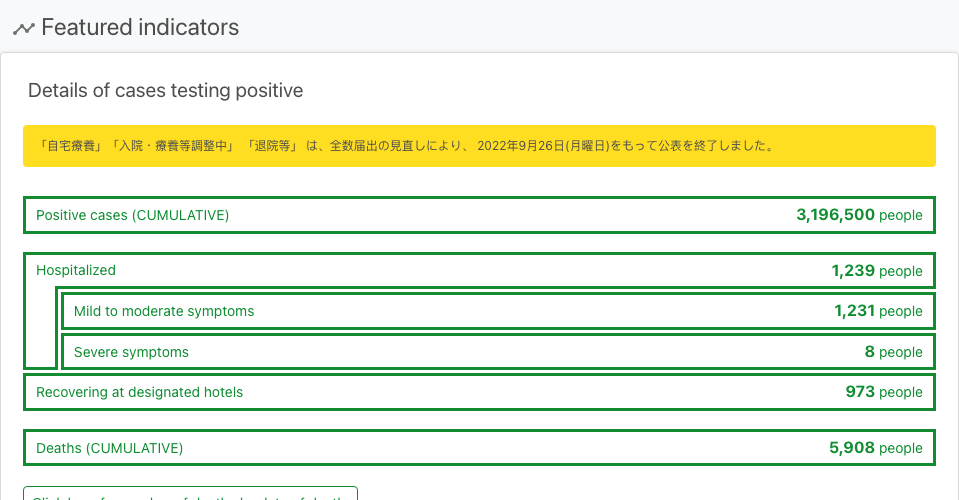 Featured indicators
Details of cases testing positive
「自宅療養」「入院・療養等調整中」 「退院等」 は、全数届出の見直しにより、 2022年9月26日(月曜日)をもって公表を終了しました。
Positive cases (CUMULATIVE) 3,196,500 people
Hospitalized 1,239 people
Mild to moderate symptoms 1,231 people
Severe symptoms 8 people
Recovering at designated hotels 973 people
Deaths (CUMULATIVE) 5,908 people